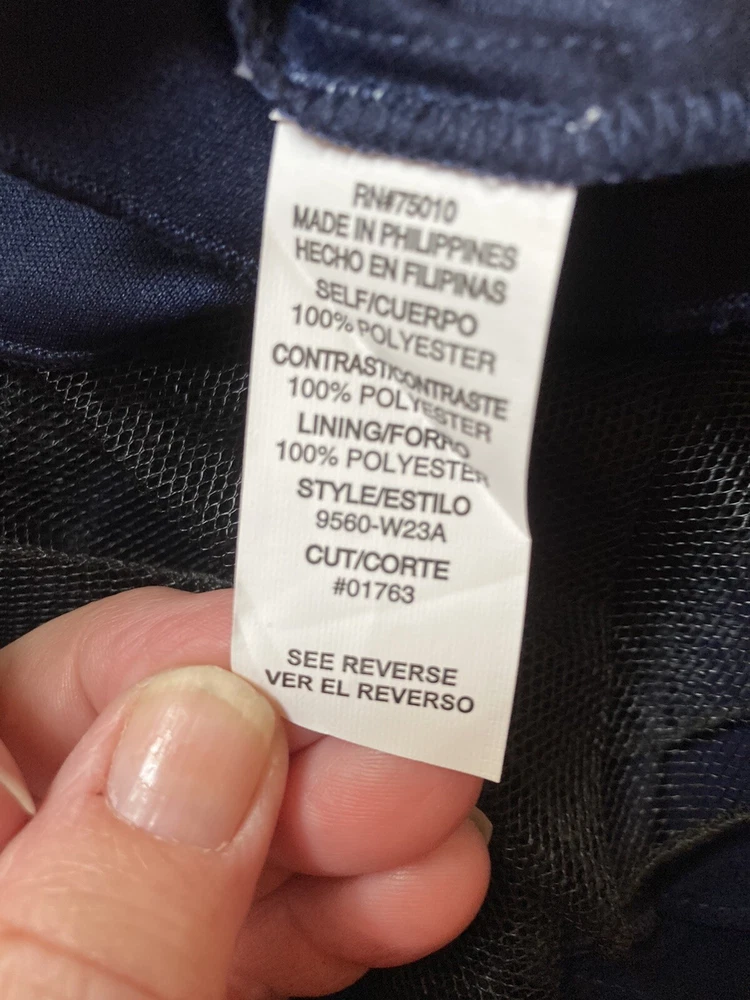 RN#75010
MADE IN PHILIPPINES
HECHO EN FILIPINAS
SELF/CUERPO
100% POLYESTER
CONTRAST/CONTRASTE
100% POLYESTER
LINING/FORRO
100% POLYESTER
STYLE/ESTILO
9560-W23A
CUT/CORTE
#01763
SEE REVERSE
VER EL REVERSO